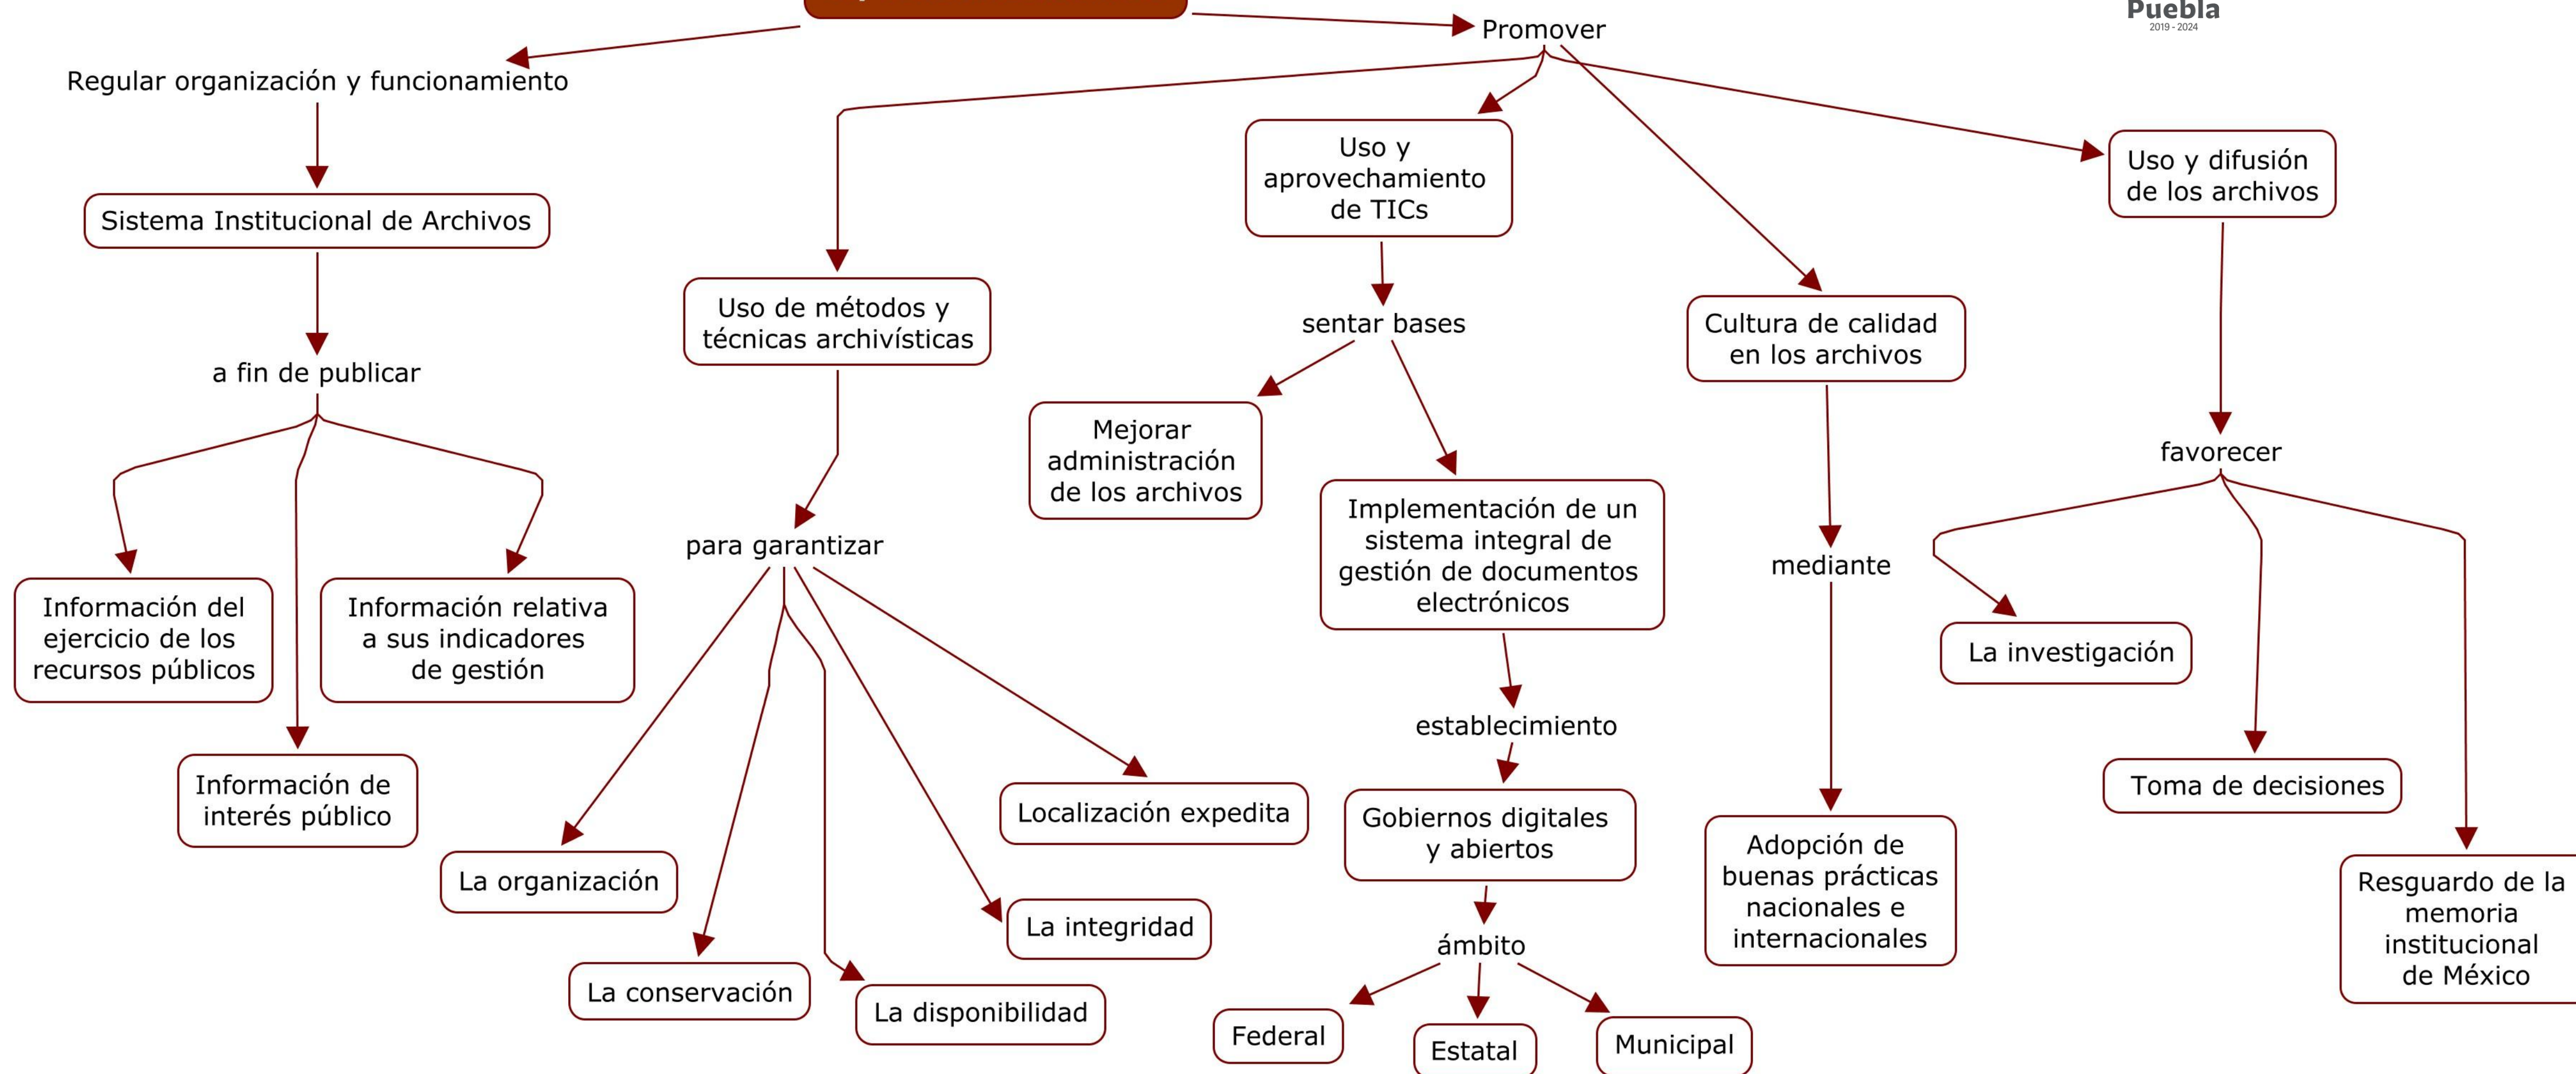 Puebla
2019 - 2024
Promover
Regular organización y funcionamiento
Sistema Institucional de Archivos
a fin de publicar
Información del
ejercicio de los
recursos públicos
Información relativa
a sus indicadores
de gestión
Información de
interés público
Uso de métodos y
técnicas archivísticas
para garantizar
La organización
La conservación
La disponibilidad
La integridad
Localización expedita
Uso y
aprovechamiento
de TICs
sentar bases
Mejorar
administración
de los archivos
Implementación de un
sistema integral de
gestión de documentos
electrónicos
establecimiento
Gobiernos digitales
y abiertos
ámbito
Federal
Estatal
Municipal
Cultura de calidad
en los archivos
mediante
Adopción de
buenas prácticas
nacionales e
internacionales
Uso y difusión
de los archivos
favorecer
La investigación
Toma de decisiones
Resguardo de la
memoria
institucional
de México